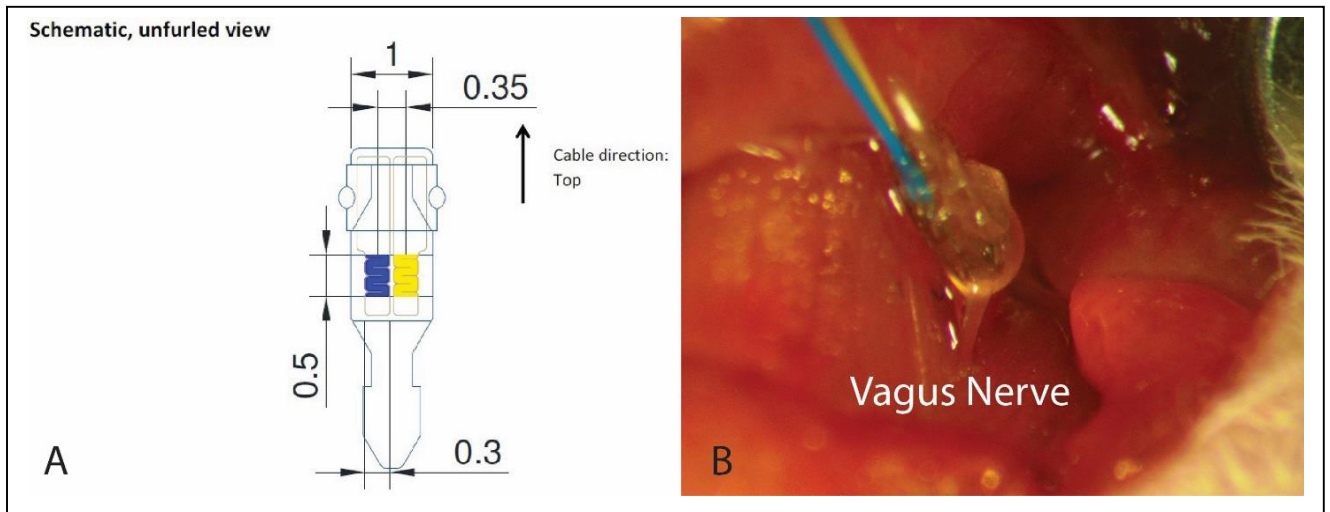 Schematic, unfurled view
1
0.35
Cable direction:
Top
0.5
0.3
A
Vagus Nerve
B